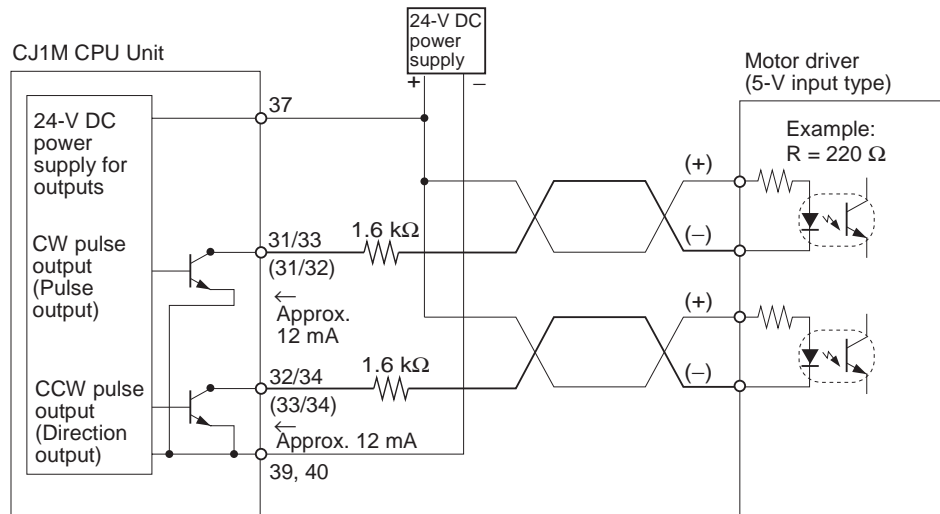 24-V DC
power
supply
+
−
CJ1M CPU Unit
Motor driver
(5-V input type)
37
24-V DC
power
supply for
outputs
Example:
R = 220 Ω
(+)
(−)
CW pulse
output
(Pulse
output)
31/33
(31/32)
1.6 kΩ
←
Approx.
12 mA
(+)
(−)
CCW pulse
output
(Direction
output)
32/34
(33/34)
1.6 kΩ
←
Approx. 12 mA
39, 40